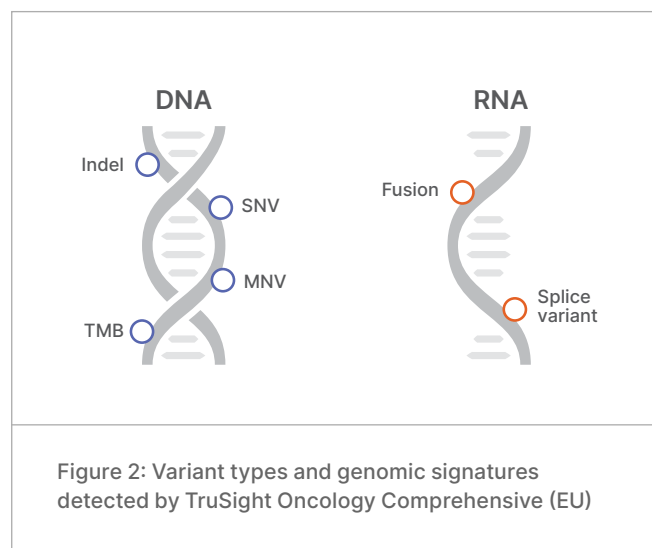 DNA
RNA
Indel
SNV
MNV
TMB
Fusion
Splice
variant
Figure 2: Variant types and genomic signatures
detected by TruSight Oncology Comprehensive (EU)